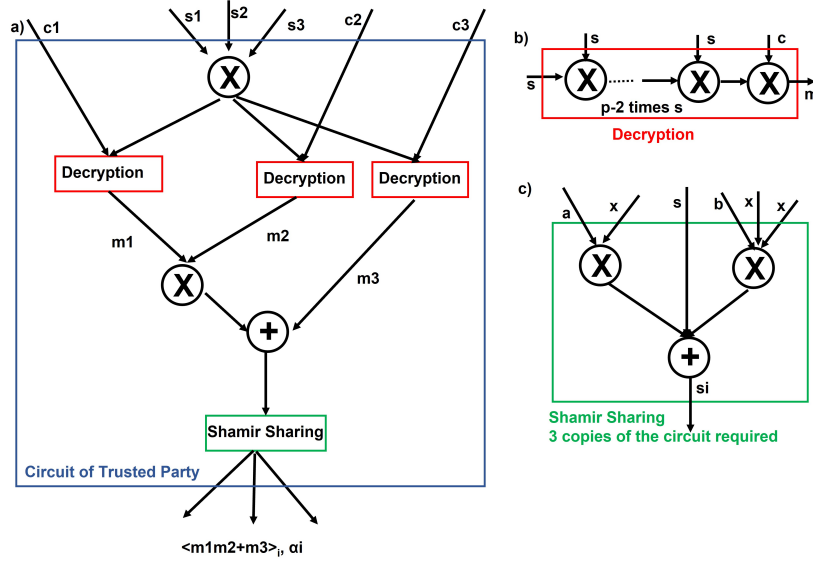 a)
c1
s1
s2
s3
c2
c3
X
Decryption
Decryption
Decryption
m1
m2
m3
X
+
Shamir Sharing
Circuit of Trusted Party
<m1m2+m3>i, αi
b)
s
s
c
s
X
......
X
X
m
p-2 times s
Decryption
c)
a
x
s
b
x
x
X
X
+
si
Shamir Sharing
3 copies of the circuit required